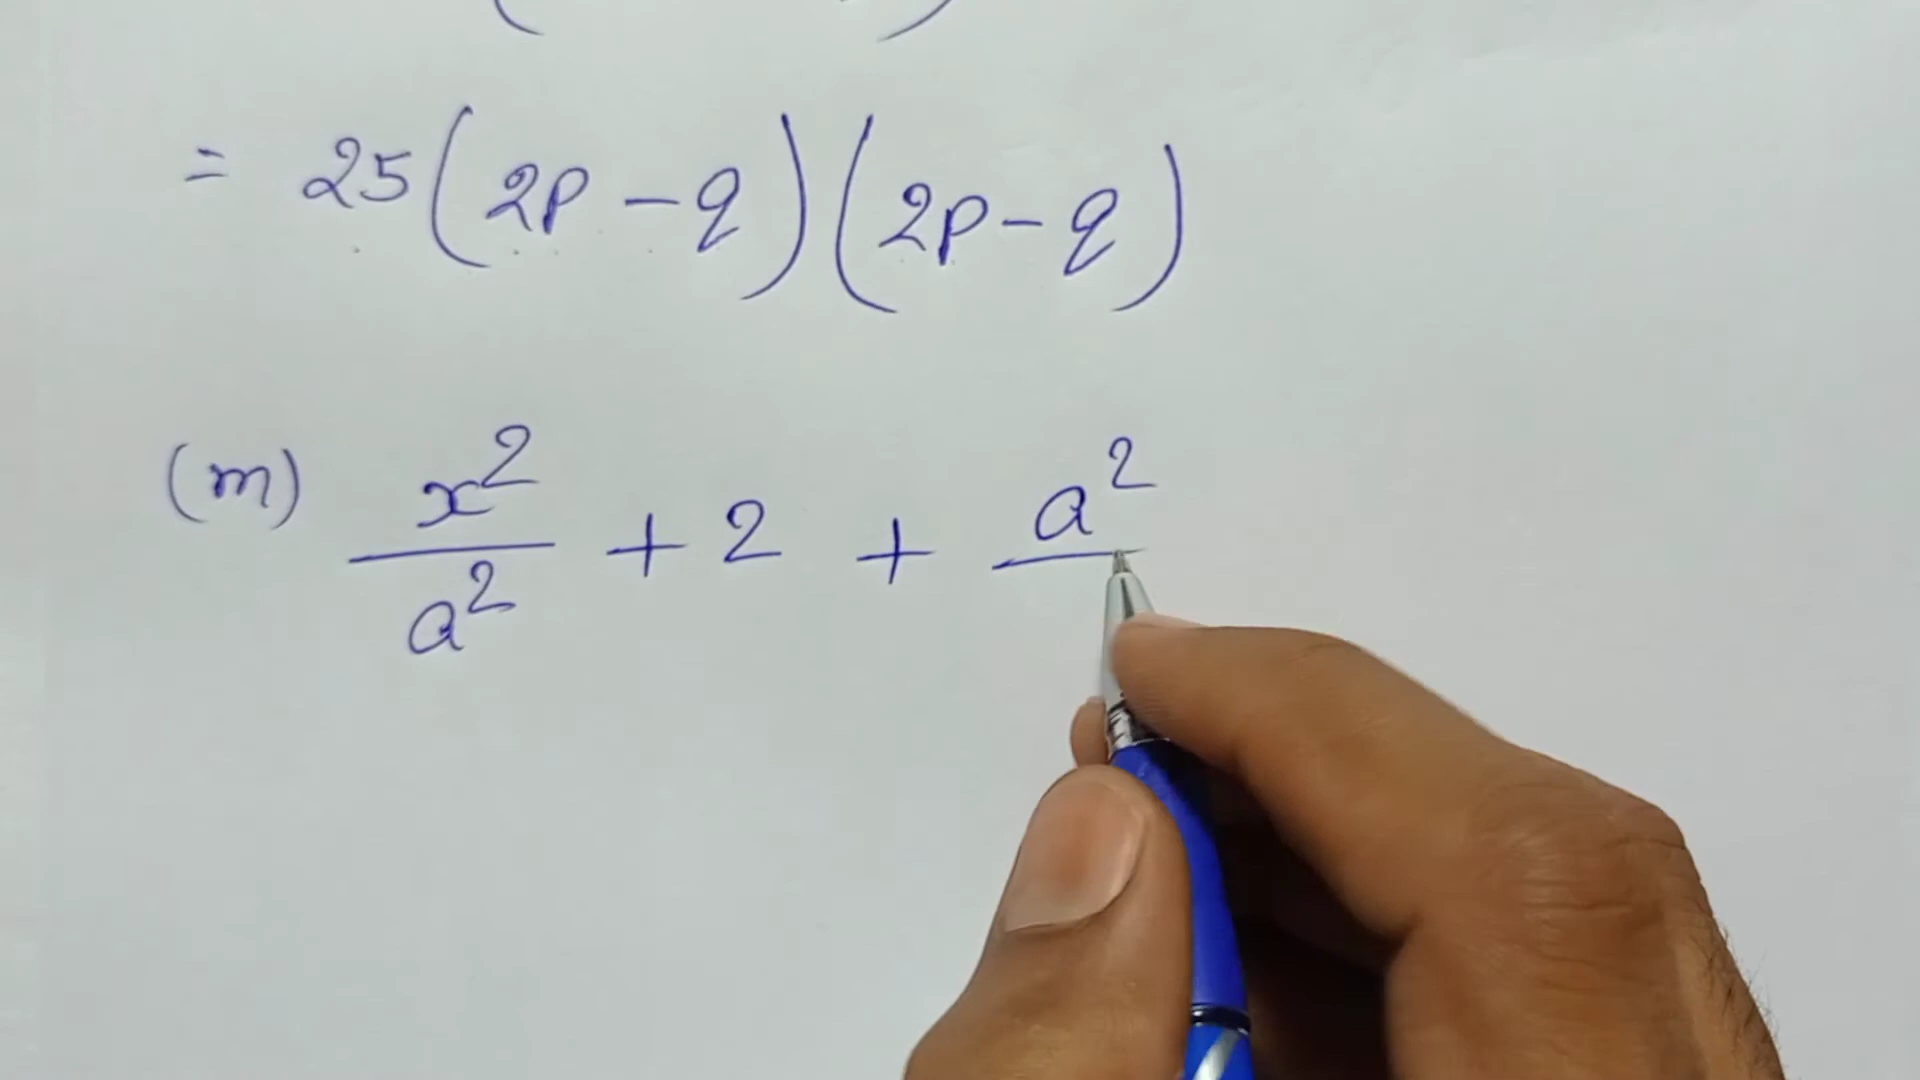 = 25(2p - q)(2p - q)
(m) x²/a² + 2 + a²/